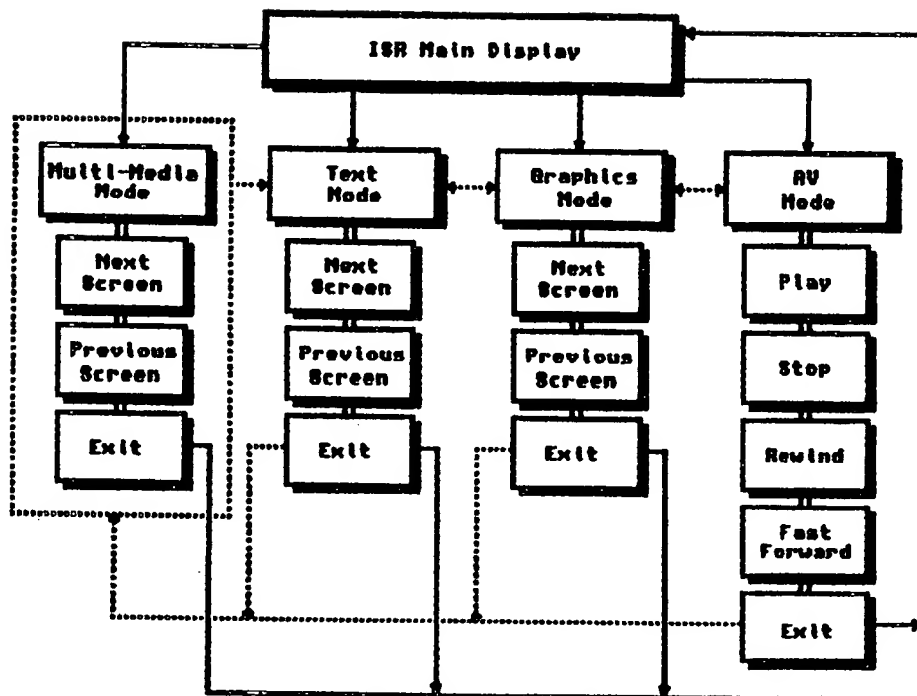 ISR Main Display
Multi-Media
Mode
Next
Screen
Previous
Screen
Exit
Text
Mode
Next
Screen
Previous
Screen
Exit
Graphics
Mode
Next
Screen
Previous
Screen
Exit
AV
Mode
Play
Stop
Rewind
Fast
Forward
Exit